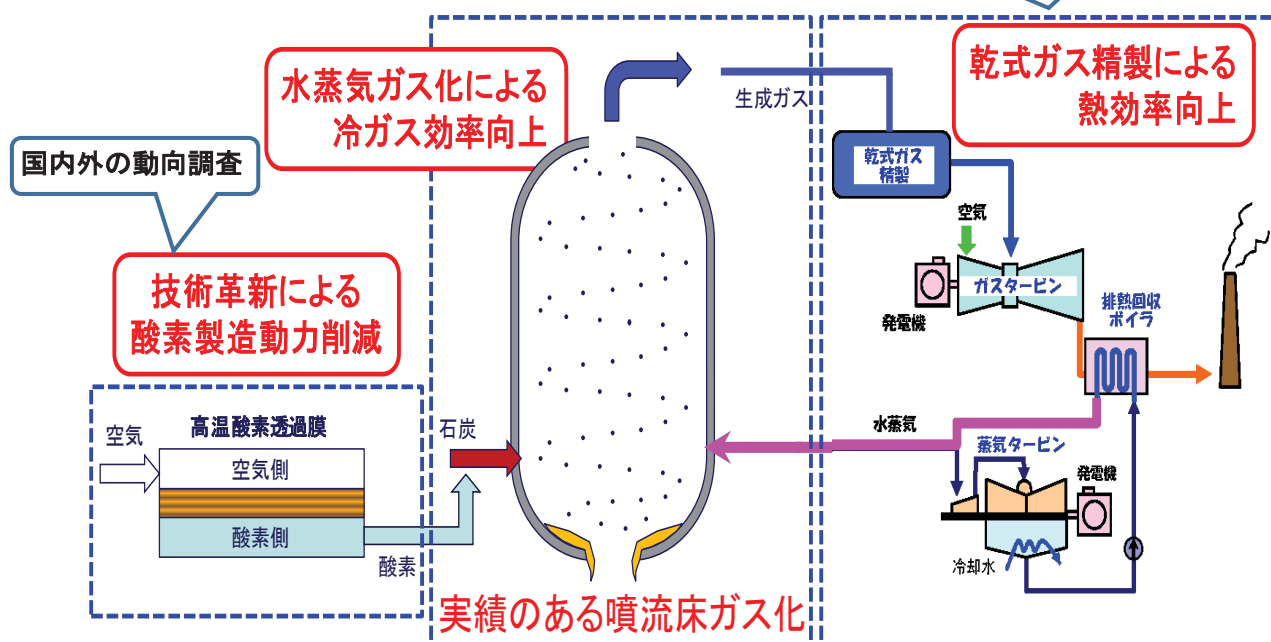 水蒸気ガス化による
冷ガス効率向上
乾式ガス精製による
熱効率向上
国内外の動向調査
技術革新による
酸素製造動力削減
生成ガス
乾式ガス
精製
空気
ガスタービン
発電機
排熱回収
ボイラ
空気
高温酸素透過膜
空気側
酸素側
酸素
石炭
水蒸気
蒸気タービン
発電機
冷却水
実績のある噴流床ガス化